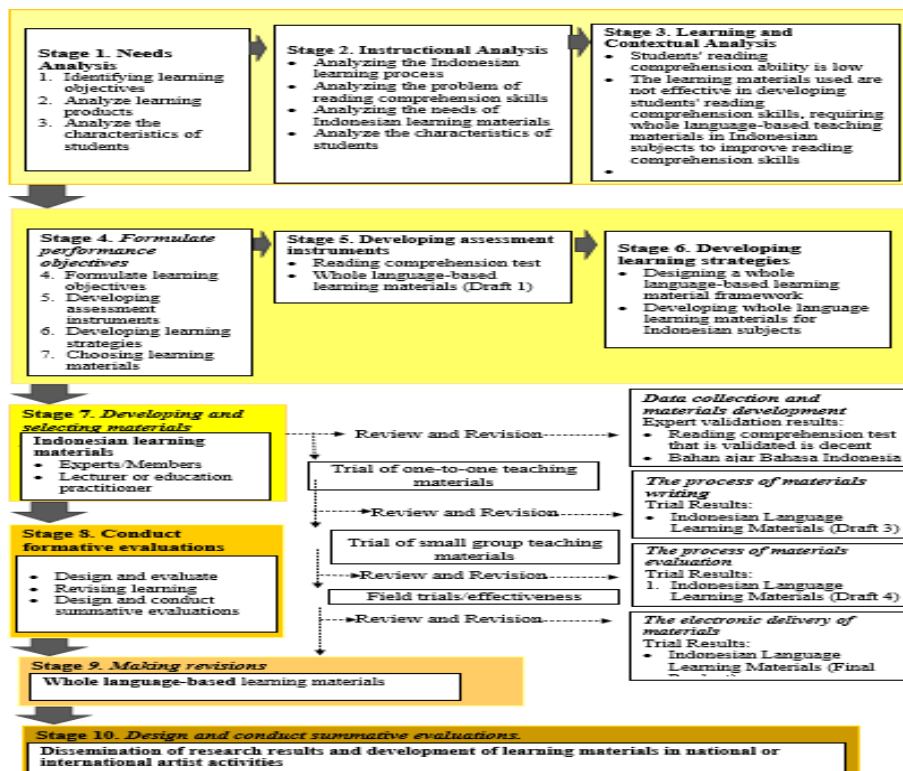 Stage 1. Needs
Analysis
1. Identifying learning
objectives
2. Analyze learning
products
3. Analyze the
characteristics of
students
Stage 2. Instructional Analysis
• Analyzing the Indonesian
learning process
• Analyzing the problem of
reading comprehension skills
• Analyzing the needs of
Indonesian learning materials
• Analyze the characteristics of
students
Stage 3. Learning and
Contextual Analysis
• Students' reading
comprehension ability is low
• The learning materials used are
not effective in developing
students' reading
comprehension skills, requiring
whole language-based teaching
materials in Indonesian
subjects to improve reading
comprehension skills
•
Stage 4. Formulate
performance
objectives
4. Formulate learning
objectives
5. Developing
assessment
instruments
6. Developing learning
strategies
7. Choosing learning
materials
Stage 5. Developing assessment
instruments
• Reading comprehension test
• Whole language-based
learning materials (Draft 1)
Stage 6. Developing
learning strategies
• Designing a whole
language-based learning
material framework
• Developing whole language
learning materials for
Indonesian subjects
Stage 7. Developing and
selecting materials
Indonesian learning
materials
• Experts/Members
• Lecturer or education
practitioner
Review and Revision
Data collection and
materials development
Expert validation results:
• Reading comprehension test
that is validated is decent
• Bahan ajar Bahasa Indonesia
Trial of one-to-one teaching
materials
Review and Revision
The process of materials
writing
Trial Results:
• Indonesian Language
Learning Materials (Draft 3)
Stage 8. Conduct
formative evaluations
• Design and evaluate
• Revising learning
• Design and conduct
summative evaluations
Trial of small group teaching
materials
Review and Revision
The process of materials
evaluation
Trial Results:
1. Indonesian Language
Learning Materials (Draft 4)
Field trials/effectiveness
Review and Revision
The electronic delivery of
materials
Trial Results:
• Indonesian Language
Learning Materials (Final
Stage 9. Making revisions
Whole language-based learning materials
Stage 10. Design and conduct summative evaluations.
Dissemination of research results and development of learning materials in national or
international artist activities